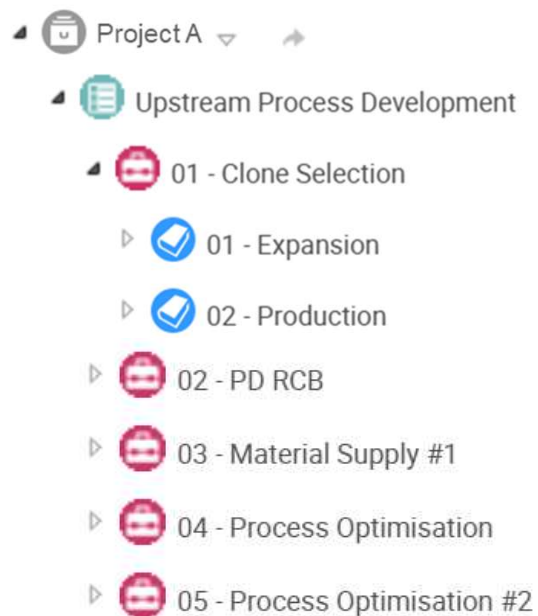 Project A
Upstream Process Development
01 - Clone Selection
01 - Expansion
02 - Production
02 - PD RCB
03 - Material Supply #1
04 - Process Optimisation
05 - Process Optimisation #2